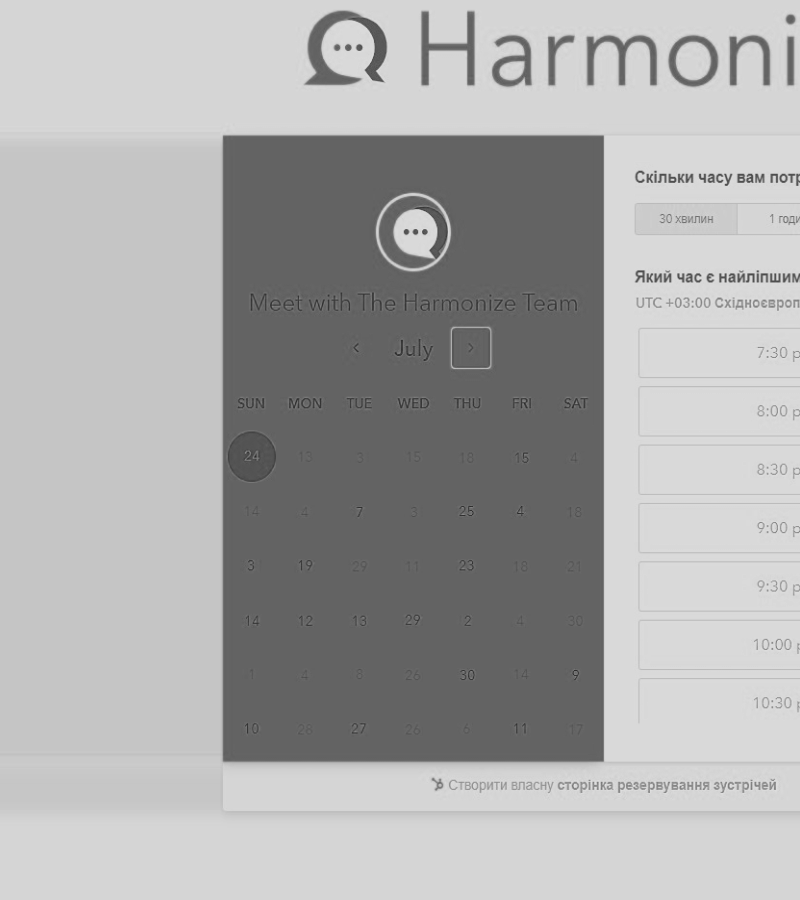 Harmoni
Meet with The Harmonize Team
July
SUN MON TUE WED THU FRI SAT
24 13 3 15 18 15 4
14 4 7 3 25 4 18
3 19 29 11 23 18 21
14 12 13 29 2 4 30
1 4 8 26 30 14 9
10 28 27 26 6 11 17
Скільки часу вам потр
30 хвилин 1 годи
Який час є найліпшим
UTC +03:00 Східноєвроп
7:30 р
8:00 р
8:30 р
9:00 р
9:30 р
10:00 р
10:30 р
Створити власну сторінка резервування зустрічей